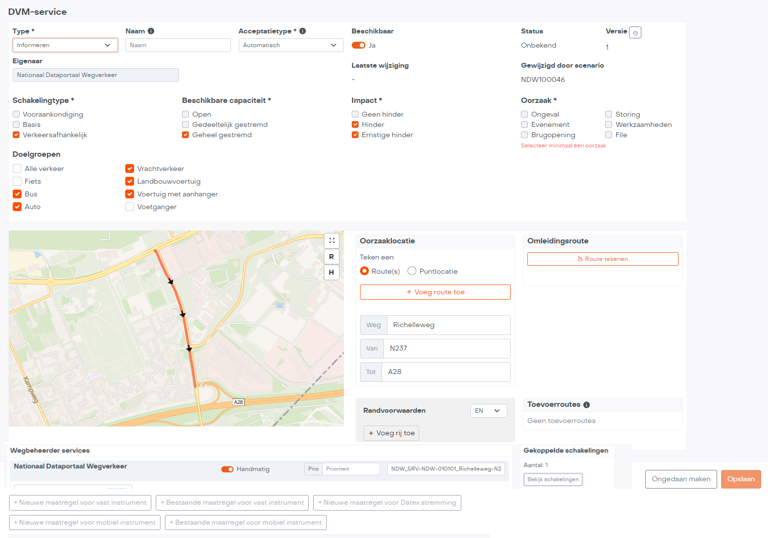 DVM-service
Type * Naam Acceptatietype * Beschikbaar Status Versie
Informeren Naam Automatisch Ja Onbekend 1
Eigenaar Laatste wijziging Gewijzigd door scenario
Nationaal Dataportaal Wegverkeer – NDW100046
Schakelingtype * Beschikbare capaciteit * Impact * Oorzaak *
Vooraankondiging Open Geen hinder Ongeval Storing
Basis Gedeeltelijk gestremd Hinder Evenement Werkzaamheden
Verkeersafhankelijk Geheel gestremd Ernstige hinder Brugopening File
Selecteer minimaal een oorzaak
Doelgroepen
Alle verkeer Vrachtverkeer
Fiets Landbouwvoertuig
Bus Voertuig met aanhanger
Auto Voetganger
R
H
Kampweg
A28
Oorzaaklocatie Omleidingsroute
Teken een Route tekenen
Route(s) Puntlocatie
+ Voeg route toe
Weg Richelleweg
Van N237
Tot A28
Randvoorwaarden EN Toevoerroutes
+ Voeg rij toe Geen toevoerroutes
Wegbeheerder services Gekoppelde schakelingen
Nationaal Dataportaal Wegverkeer Handmatig Prio Prioriteit NDW_SRV-NDW-010101_Richelleweg-N2 Aantal: 1
Bekijk schakelingen Ongedaan maken Opslaan
+ Nieuwe maatregel voor vast instrument + Bestaande maatregel voor vast instrument + Nieuwe maatregel voor Datex stremming
+ Nieuwe maatregel voor mobiel instrument + Bestaande maatregel voor mobiel instrument